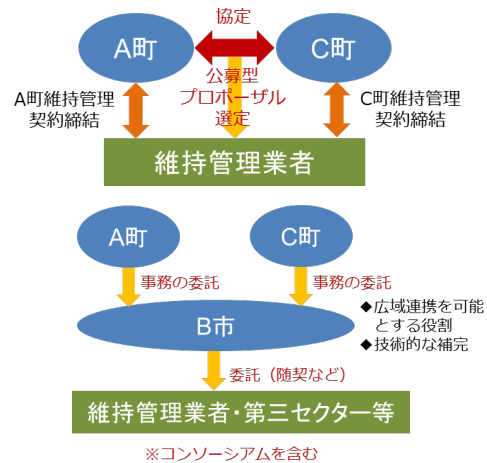 協定
A町
C町
公募型
プロポーザル
選定
A町維持管理
契約締結
C町維持管理
契約締結
維持管理業者
A町
C町
事務の委託
事務の委託
B市
◆広域連携を可能
とする役割
◆技術的な補完
委託（随契など）
維持管理業者・第三セクター等
※コンソーシアムを含む